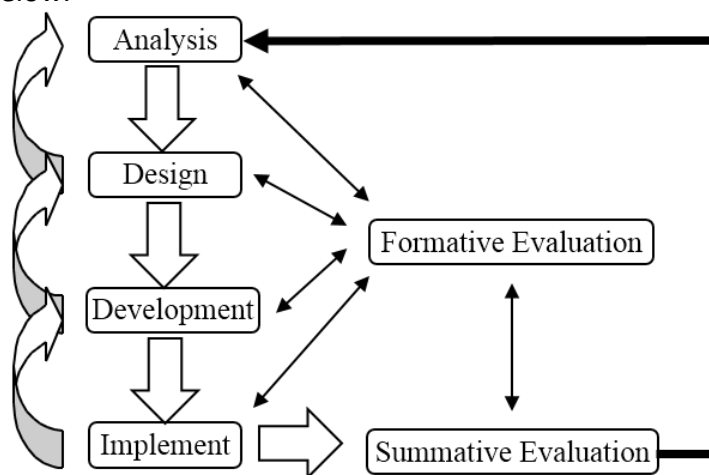 Analysis
Design
Formative Evaluation
Development
Implement
Summative Evaluation